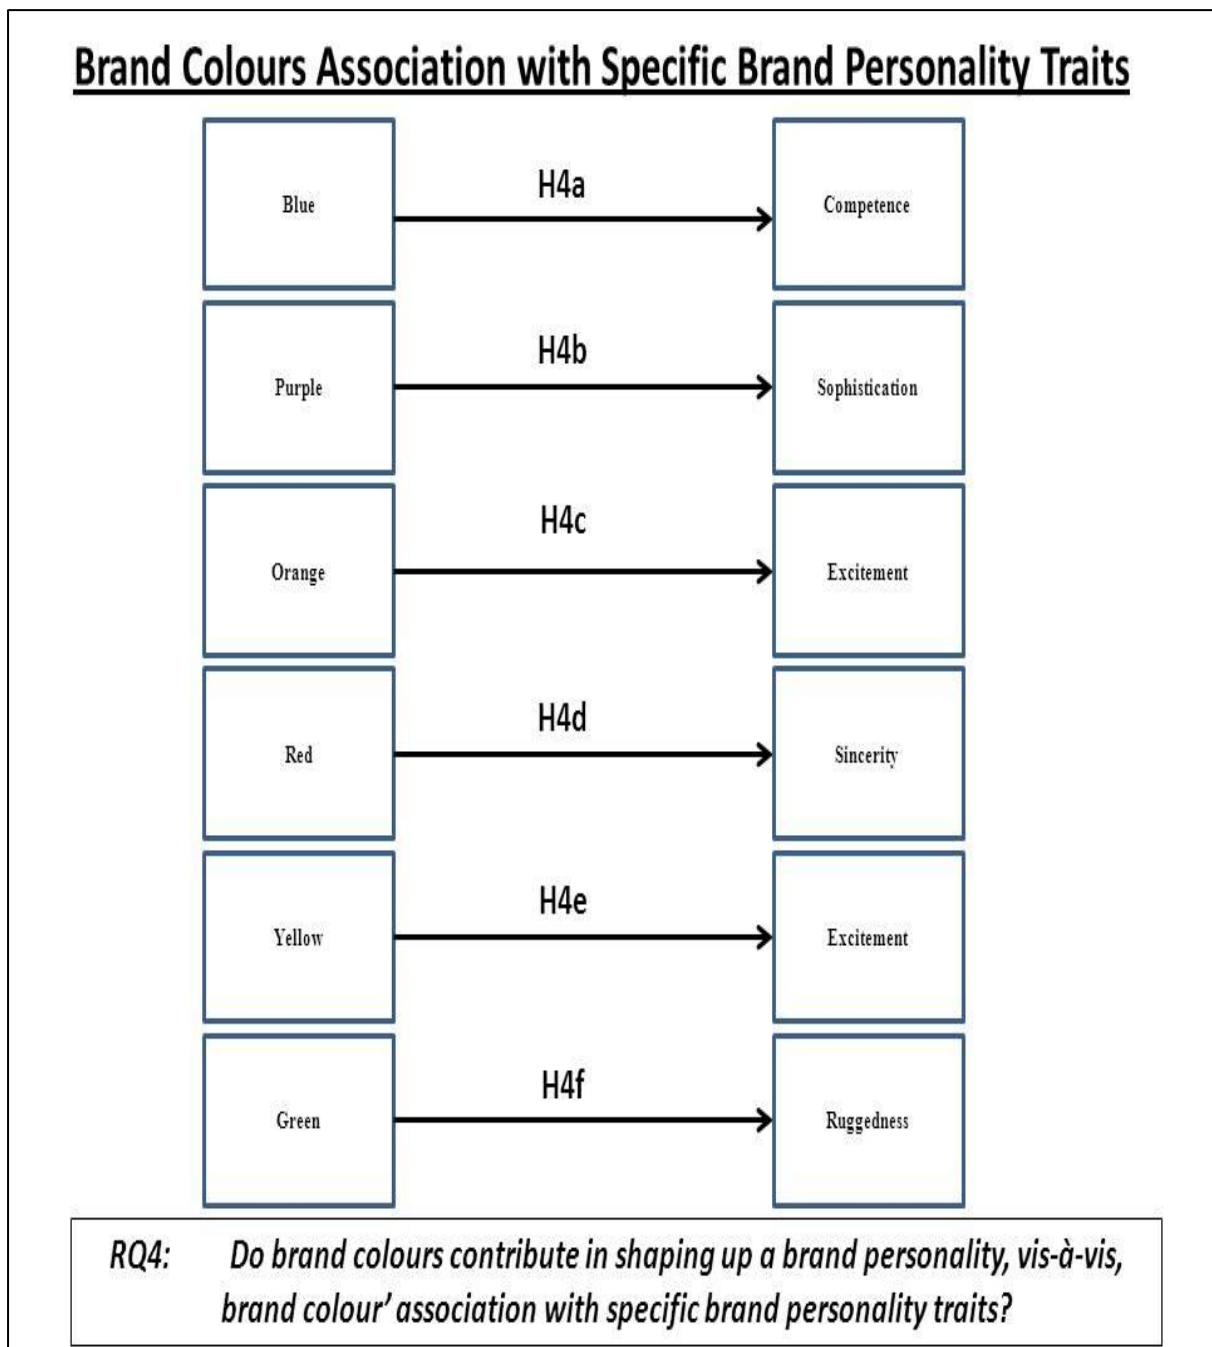 Brand Colours Association with Specific Brand Personality Traits
H4a
Blue
Competence
H4b
Purple
Sophistication
H4c
Orange
Excitement
H4d
Red
Sincerity
H4e
Yellow
Excitement
H4f
Green
Ruggedness
RQ4: Do brand colours contribute in shaping up a brand personality, vis-à-vis,
brand colour’ association with specific brand personality traits?